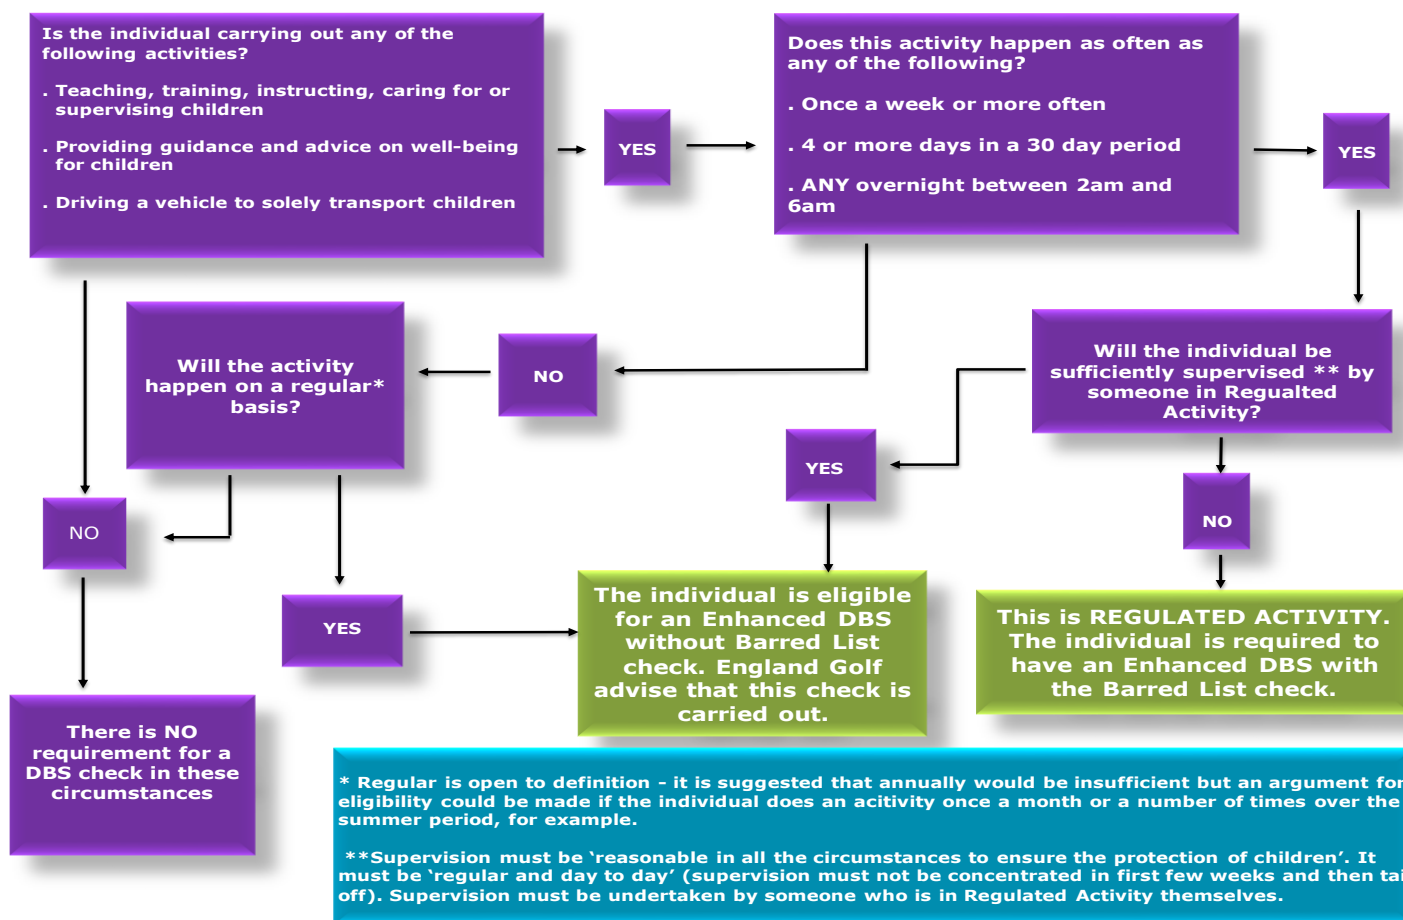 Is the individual carrying out any of the
following activities?
. Teaching, training, instructing, caring for or
supervising children
. Providing guidance and advice on well-being
for children
. Driving a vehicle to solely transport children
YES
Does this activity happen as often as
any of the following?
. Once a week or more often
. 4 or more days in a 30 day period
. ANY overnight between 2am and
6am
YES
Will the activity
happen on a regular*
basis?
NO
Will the individual be
sufficiently supervised ** by
someone in Regualted
Activity?
YES
NO
NO
YES
The individual is eligible
for an Enhanced DBS
without Barred List
check. England Golf
advise that this check is
carried out.
This is REGULATED ACTIVITY.
The individual is required to
have an Enhanced DBS with
the Barred List check.
There is NO
requirement for a
DBS check in these
circumstances
* Regular is open to definition - it is suggested that annually would be insufficient but an argument for
eligibility could be made if the individual does an acitivity once a month or a number of times over the
summer period, for example.
**Supervision must be ‘reasonable in all the circumstances to ensure the protection of children’. It
must be ‘regular and day to day’ (supervision must not be concentrated in first few weeks and then tai
off). Supervision must be undertaken by someone who is in Regulated Activity themselves.